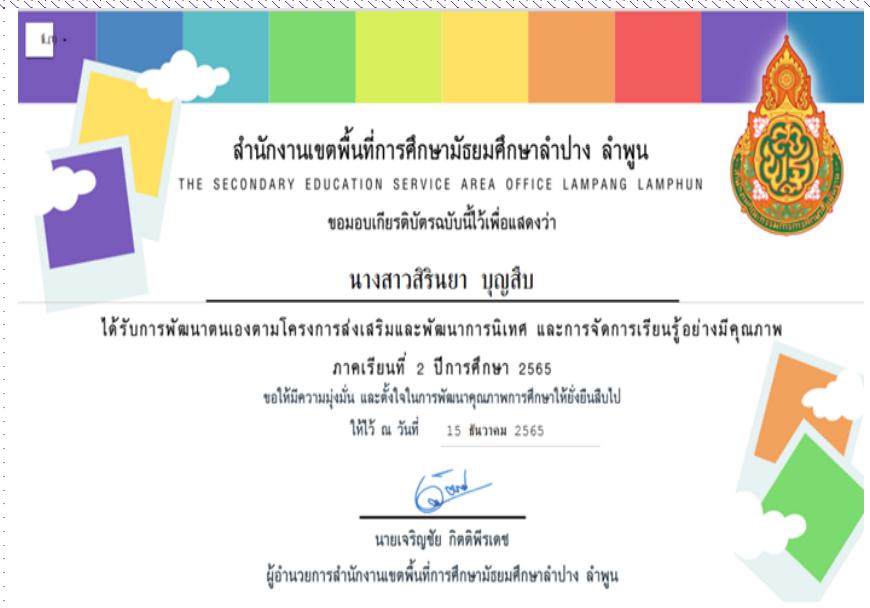 สำนักงานเขตพื้นที่การศึกษามัธยมศึกษาลำปาง ลำพูน
THE SECONDARY EDUCATION SERVICE AREA OFFICE LAMPANG LAMPHUN
ขอมอบเกียรติบัตรฉบับนี้ไว้เพื่อแสดงว่า
นางสาวสิรินยา บุญสืบ
ได้รับการพัฒนาตนเองตามโครงการส่งเสริมและพัฒนาการนิเทศ และการจัดการเรียนรู้อย่างมีคุณภาพ
ภาคเรียนที่ 2 ปีการศึกษา 2565
ขอให้มีความมุ่งมั่น และตั้งใจในการพัฒนาคุณภาพการศึกษาให้ยั่งยืนสืบไป
ให้ไว้ ณ วันที่ 15 ธันวาคม 2565
นายเจริญชัย กิตติพีรเดช
ผู้อำนวยการสำนักงานเขตพื้นที่การศึกษามัธยมศึกษาลำปาง ลำพูน